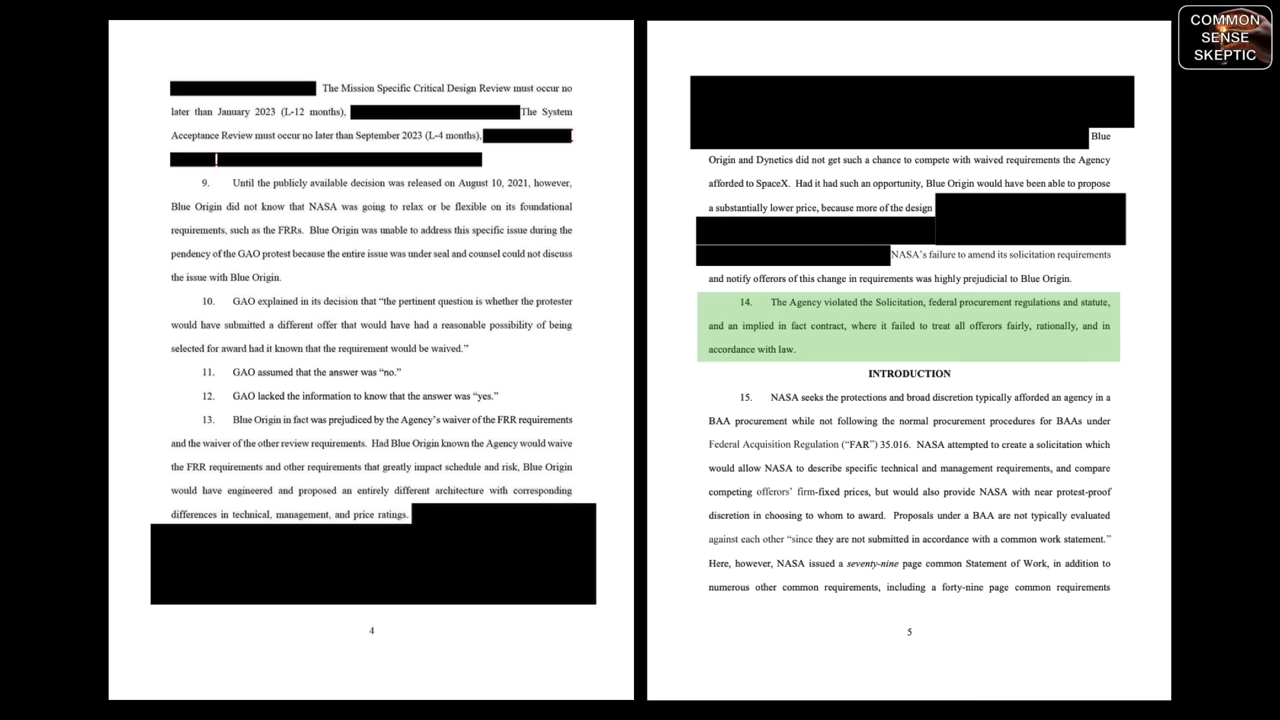 The Mission Specific Critical Design Review must occur no
later than January 2023 (L-12 months), The System
Acceptance Review must occur no later than September 2023 (L-4 months),
9. Until the publicly available decision was released on August 10, 2021, however,
Blue Origin did not know that NASA was going to relax or be flexible on its foundational
requirements, such as the FRRs. Blue Origin was unable to address this specific issue during the
pendency of the GAO protest because the entire issue was under seal and counsel could not discuss
the issue with Blue Origin.
10. GAO explained in its decision that “the pertinent question is whether the protester
would have submitted a different offer that would have had a reasonable possibility of being
selected for award had it known that the requirement would be waived.”
11. GAO assumed that the answer was “no.”
12. GAO lacked the information to know that the answer was “yes.”
13. Blue Origin in fact was prejudiced by the Agency’s waiver of the FRR requirements
and the waiver of the other review requirements. Had Blue Origin known the Agency would waive
the FRR requirements and other requirements that greatly impact schedule and risk, Blue Origin
would have engineered and proposed an entirely different architecture with corresponding
differences in technical, management, and price ratings.
4
Blue
Origin and Dynetics did not get such a chance to compete with waived requirements the Agency
afforded to SpaceX. Had it had such an opportunity, Blue Origin would have been able to propose
a substantially lower price, because more of the design
NASA’s failure to amend its solicitation requirements
and notify offerors of this change in requirements was highly prejudicial to Blue Origin.
14. The Agency violated the Solicitation, federal procurement regulations and statute,
and an implied in fact contract, where it failed to treat all offerors fairly, rationally, and in
accordance with law.
INTRODUCTION
15. NASA seeks the protections and broad discretion typically afforded an agency in a
BAA procurement while not following the normal procurement procedures for BAAs under
Federal Acquisition Regulation (“FAR”) 35.016. NASA attempted to create a solicitation which
would allow NASA to describe specific technical and management requirements, and compare
competing offerors’ firm-fixed prices, but would also provide NASA with near protest-proof
discretion in choosing to whom to award. Proposals under a BAA are not typically evaluated
against each other “since they are not submitted in accordance with a common work statement.”
Here, however, NASA issued a seventy-nine page common Statement of Work, in addition to
numerous other common requirements, including a forty-nine page common requirements
5
COMMON
SENSE
SKEPTIC